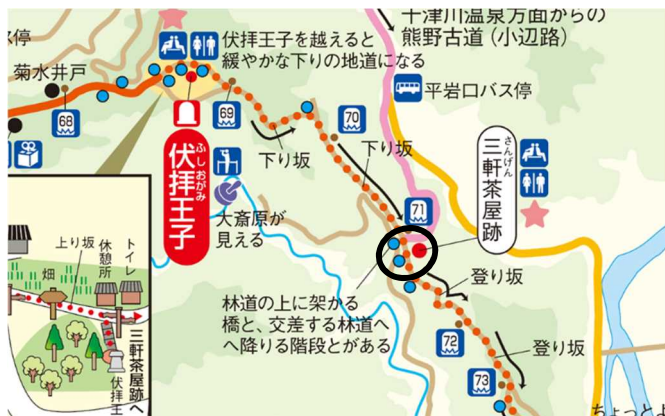 十津川温泉方面からの
熊野古道(小辺路)
ス停
菊水井戸
伏拝王子を越えると
緩やかな下りの地道になる
平岩口バス停
68
69
70
71
72
73
下り坂
下り坂
ふしおがみ
伏拝王子
大斎原が
見える
さんげん
三軒茶屋跡
林道の上に架かる
橋と、交差する林道へ
へ降りる階段とがある
登り坂
登り坂
上り坂
休憩所
トイレ
畑
三軒茶屋跡へ
伏拝王
ちょっと